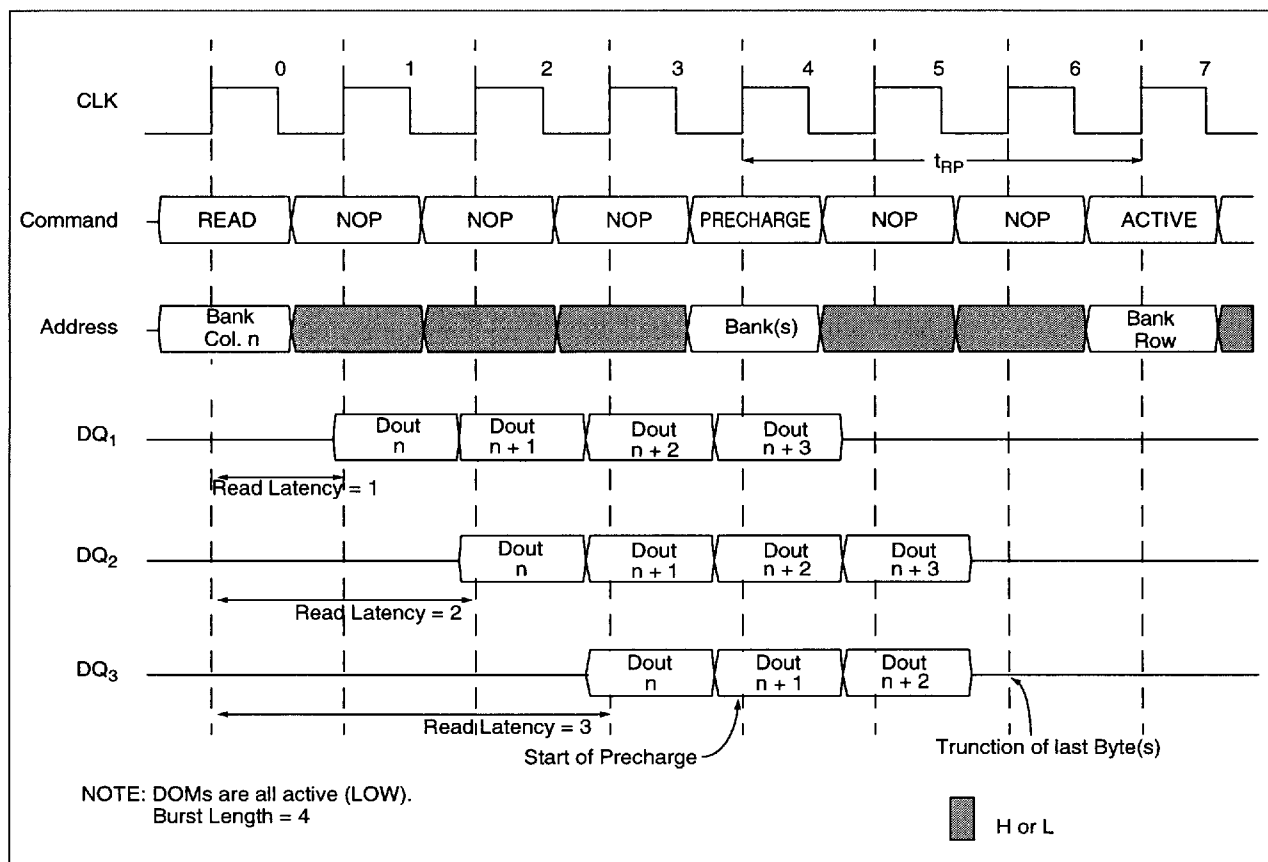 0 1 2 3 4 5 6 7
CLK
tRP
Command READ NOP NOP NOP PRECHARGE NOP NOP ACTIVE
Address Bank Col. n Bank(s) Bank Row
DQ1 Dout n Dout n + 1 Dout n + 2 Dout n + 3
Read Latency = 1
DQ2 Dout n Dout n + 1 Dout n + 2 Dout n + 3
Read Latency = 2
DQ3 Dout n Dout n + 1 Dout n + 2
Read Latency = 3
Start of Precharge
Trunction of last Byte(s)
NOTE: DOMs are all active (LOW).
Burst Length = 4
H or L